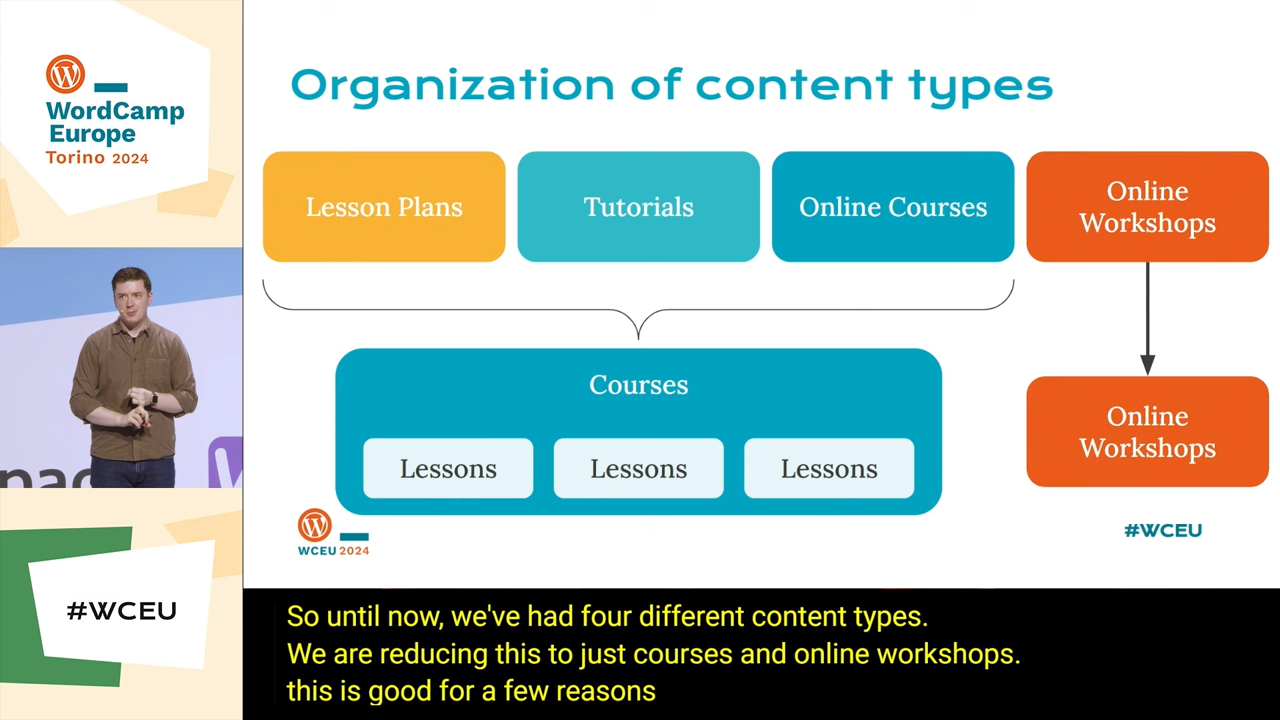 WordCamp
Europe
Torino 2024
#WCEU
Organization of content types
Lesson Plans
Tutorials
Online Courses
Online
Workshops
Courses
Lessons
Lessons
Lessons
Online
Workshops
WCEU 2024
#WCEU
So until now, we've had four different content types.
We are reducing this to just courses and online workshops.
this is good for a few reasons